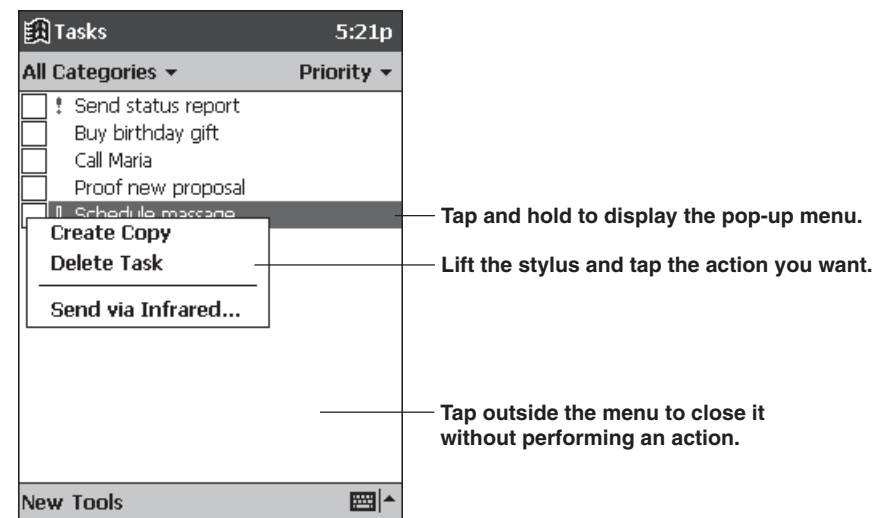 Tasks 5:21p
All Categories Priority
Send status report
Buy birthday gift
Call Maria
Proof new proposal
Schedule massage
Create Copy
Delete Task
Send via Infrared...
Tap and hold to display the pop-up menu.
Lift the stylus and tap the action you want.
Tap outside the menu to close it
without performing an action.
New Tools